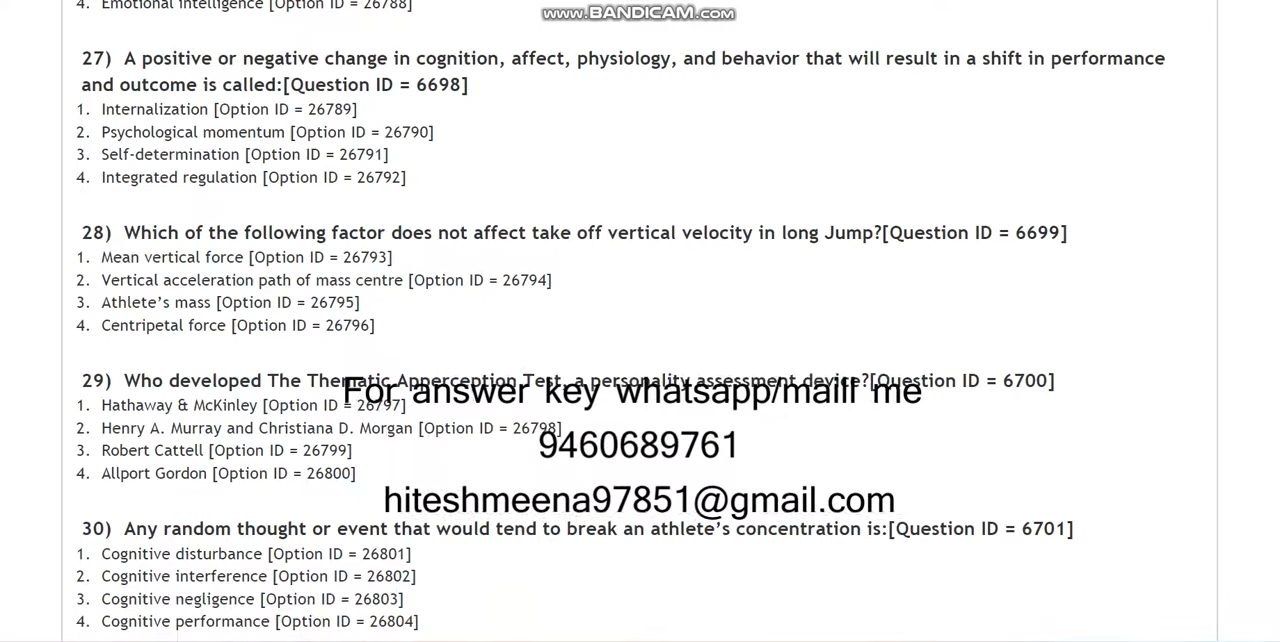 4. Emotional intelligence [Option ID = 26788]
www.BANDICAM.com
27) A positive or negative change in cognition, affect, physiology, and behavior that will result in a shift in performance
and outcome is called:[Question ID = 6698]
1. Internalization [Option ID = 26789]
2. Psychological momentum [Option ID = 26790]
3. Self-determination [Option ID = 26791]
4. Integrated regulation [Option ID = 26792]
28) Which of the following factor does not affect take off vertical velocity in long Jump?[Question ID = 6699]
1. Mean vertical force [Option ID = 26793]
2. Vertical acceleration path of mass centre [Option ID = 26794]
3. Athlete’s mass [Option ID = 26795]
4. Centripetal force [Option ID = 26796]
29) Who developed The Thematic Apperception Test, a personality assessment device?[Question ID = 6700]
For answer key whatsapp/maill me
1. Hathaway & McKinley [Option ID = 26797]
2. Henry A. Murray and Christiana D. Morgan [Option ID = 26798]
9460689761
3. Robert Cattell [Option ID = 26799]
4. Allport Gordon [Option ID = 26800]
hiteshmeena97851@gmail.com
30) Any random thought or event that would tend to break an athlete’s concentration is:[Question ID = 6701]
1. Cognitive disturbance [Option ID = 26801]
2. Cognitive interference [Option ID = 26802]
3. Cognitive negligence [Option ID = 26803]
4. Cognitive performance [Option ID = 26804]